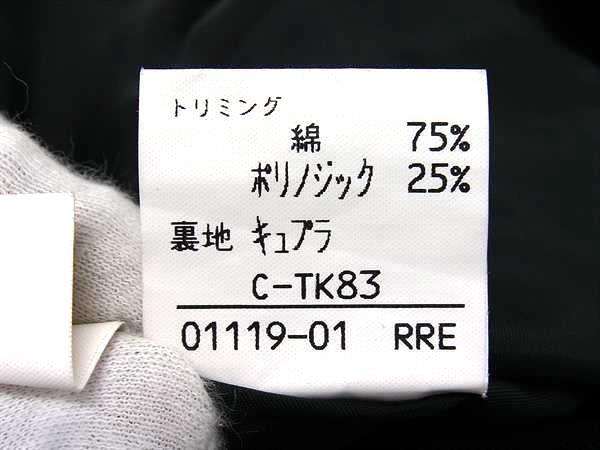 トリミング
綿 75%
ポリノジック 25%
裏地 キュプラ
C-TK83
01119-01 RRE